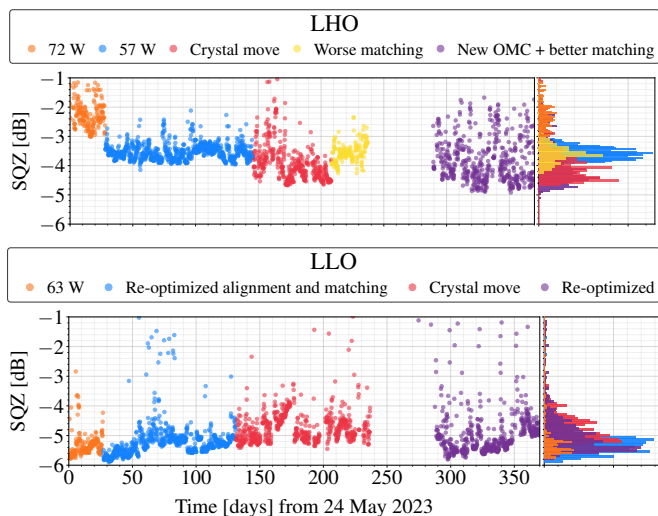 LHO
72 W 57 W Crystal move Worse matching New OMC + better matching
−1
−2
−3
−4
−5
−6
SQZ [dB]
LLO
63 W Re-optimized alignment and matching Crystal move Re-optimized
−1
−2
−3
−4
−5
−6
SQZ [dB]
0 50 100 150 200 250 300 350
Time [days] from 24 May 2023